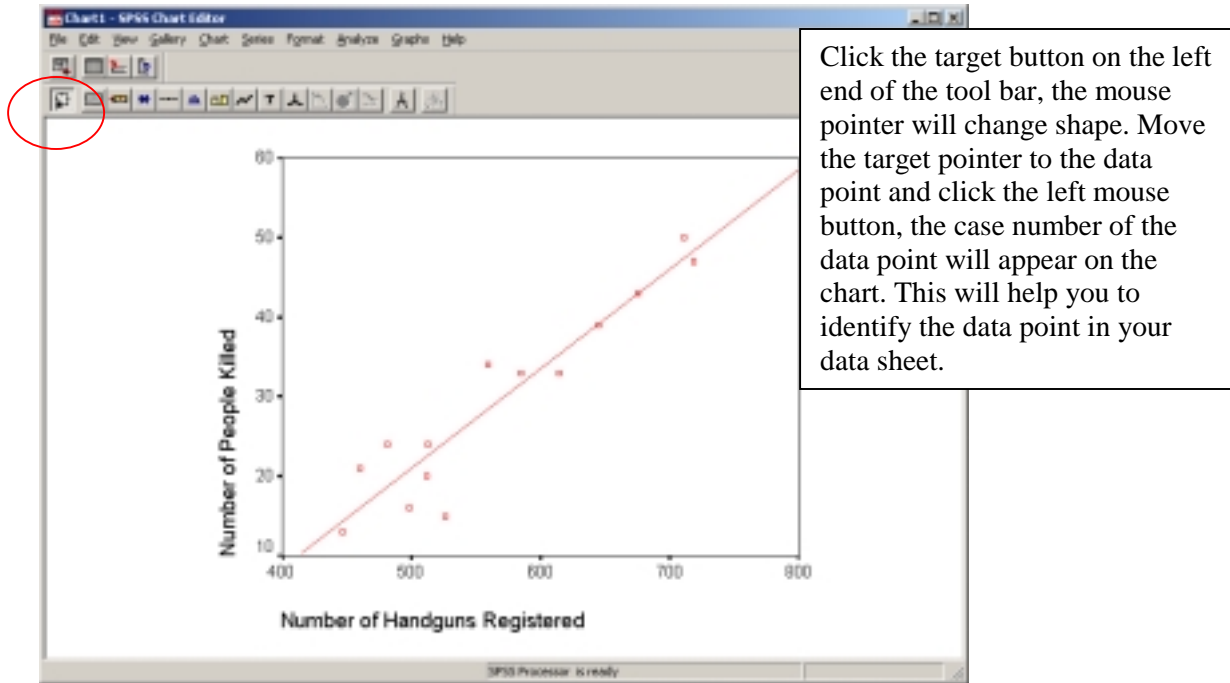 Chart1 - SPSS Chart Editor
File Edit View Gallery Chart Series Format Analyze Graphs Help
Click the target button on the left
end of the tool bar, the mouse
pointer will change shape. Move
the target pointer to the data
point and click the left mouse
button, the case number of the
data point will appear on the
chart. This will help you to
identify the data point in your
data sheet.
60
50
40
30
20
10
Number of People Killed
400 500 600 700 800
Number of Handguns Registered
SPSS Processor is ready